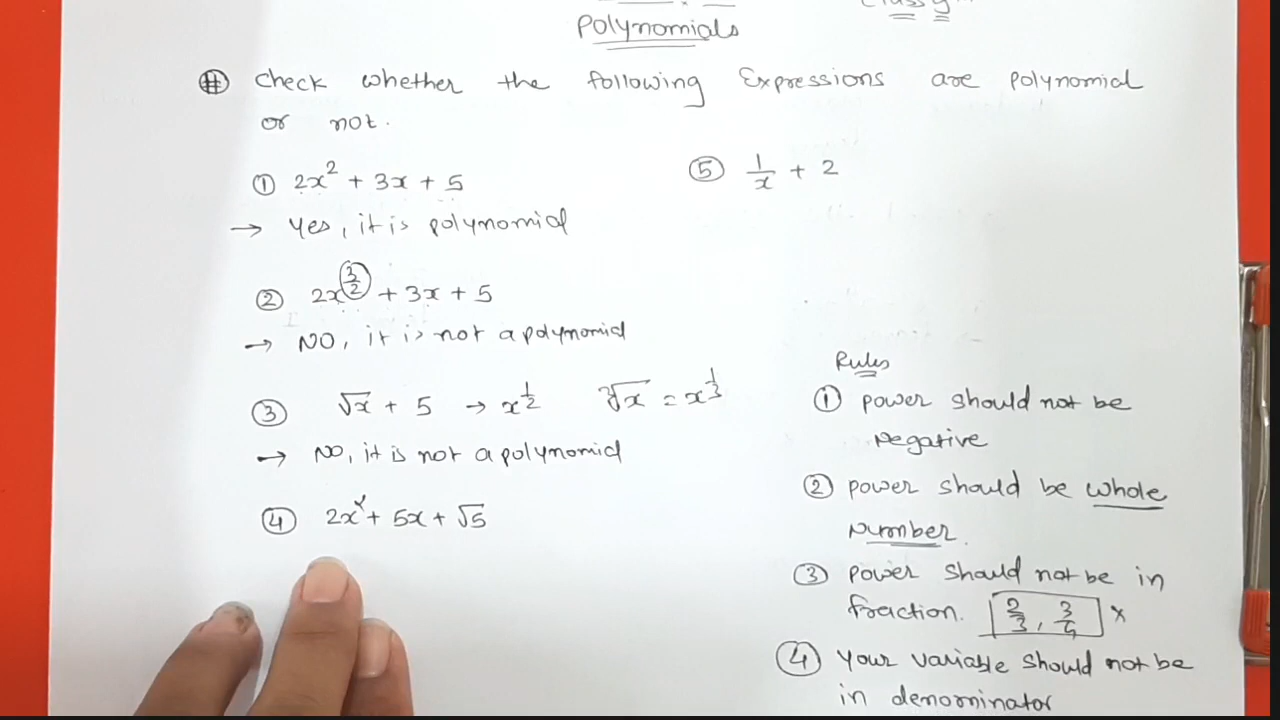 Polynomials
# Check whether the following Expressions are polynomial
or not.
① 2x² + 3x + 5
→ Yes, it is polynomial
② 2x^(3/2) + 3x + 5
→ NO, it is not a polynomial
③ √x + 5 → x^(1/2) ∛x = x^(1/3)
→ NO, it is not a polynomial
④ 2x² + 5x + √5
⑤ 1/x + 2
Rules
① power should not be
Negative
② power should be whole
Number.
③ power should not be in
fraction. 2/3, 3/4 ×
④ Your variable should not be
in denominator